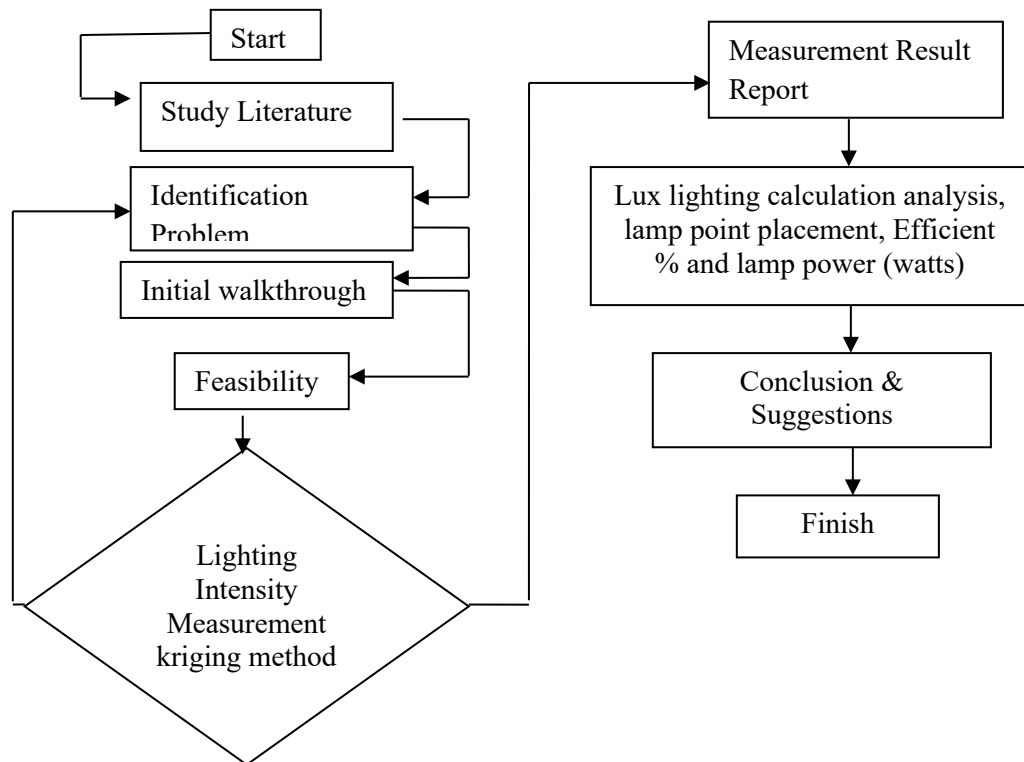 Start
Study Literature
Identification
Problem
Initial walkthrough
Feasibility
Lighting
Intensity
Measurement
kriging method
Measurement Result
Report
Lux lighting calculation analysis,
lamp point placement, Efficient
% and lamp power (watts)
Conclusion &
Suggestions
Finish